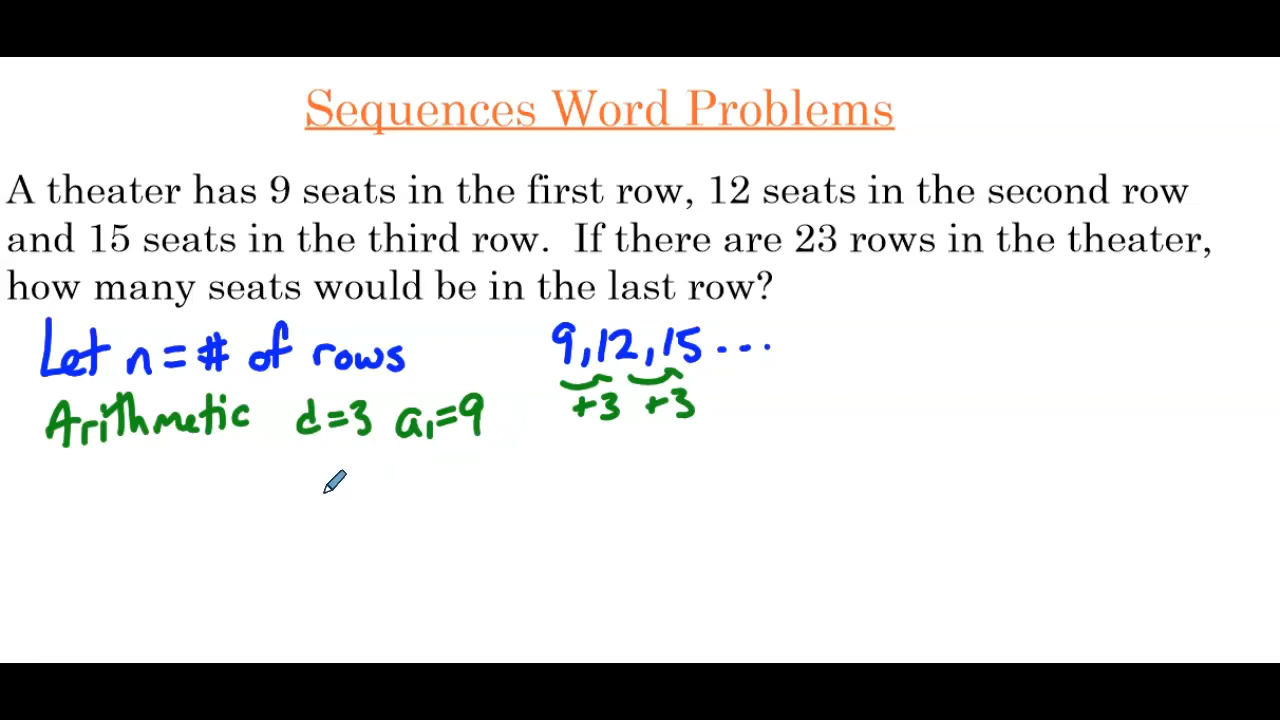 Sequences Word Problems
A theater has 9 seats in the first row, 12 seats in the second row
and 15 seats in the third row. If there are 23 rows in the theater,
how many seats would be in the last row?
Let n = # of rows 9, 12, 15 ...
Arithmetic d=3 a₁=9 +3 +3